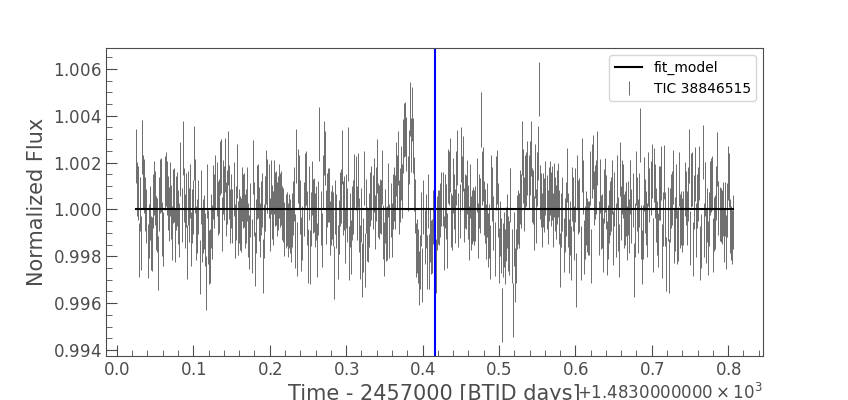 1.006
1.004
1.002
1.000
0.998
0.996
0.994
Normalized Flux
fit_model
TIC 38846515
0.0 0.1 0.2 0.3 0.4 0.5 0.6 0.7 0.8
Time - 2457000 [BTJD days]
+1.4830000000 × 10³